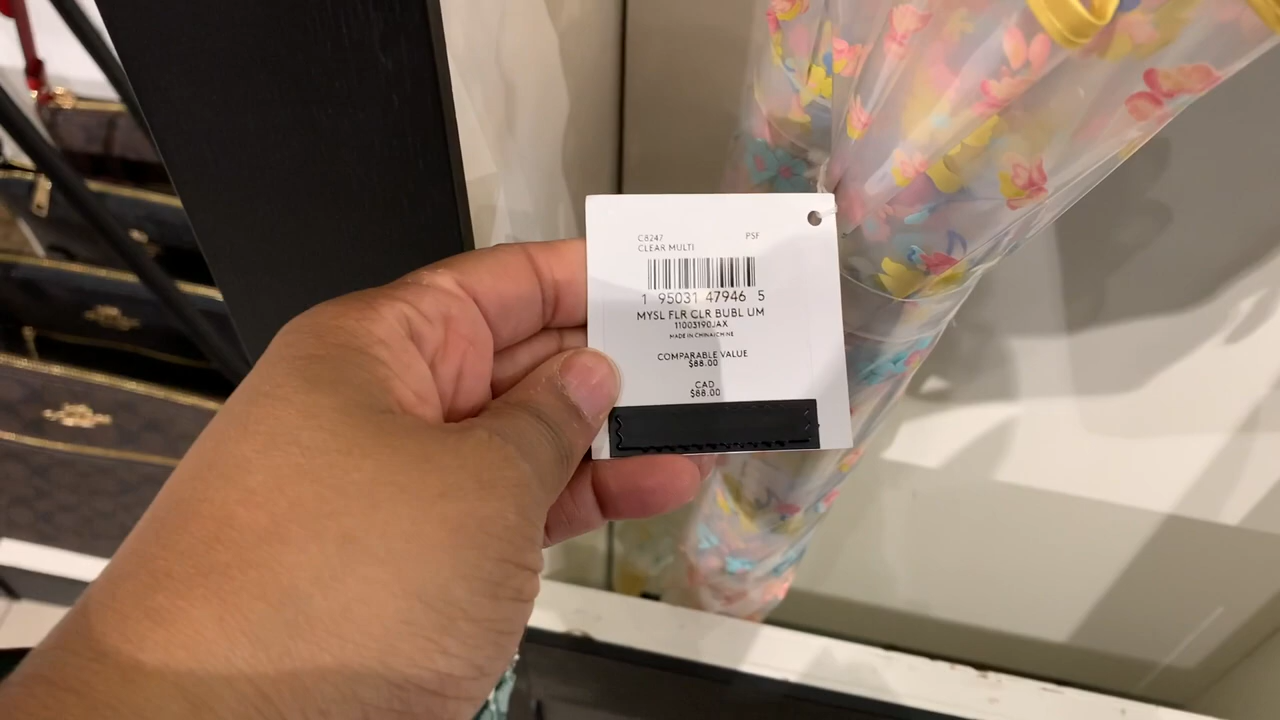 C8247 PSF
CLEAR MULTI
1 95031 47946 5
MYSL FLR CLR BUBL UM
11003190JAX
MADE IN CHINA/CHINE
COMPARABLE VALUE
$88.00
CAD
$88.00